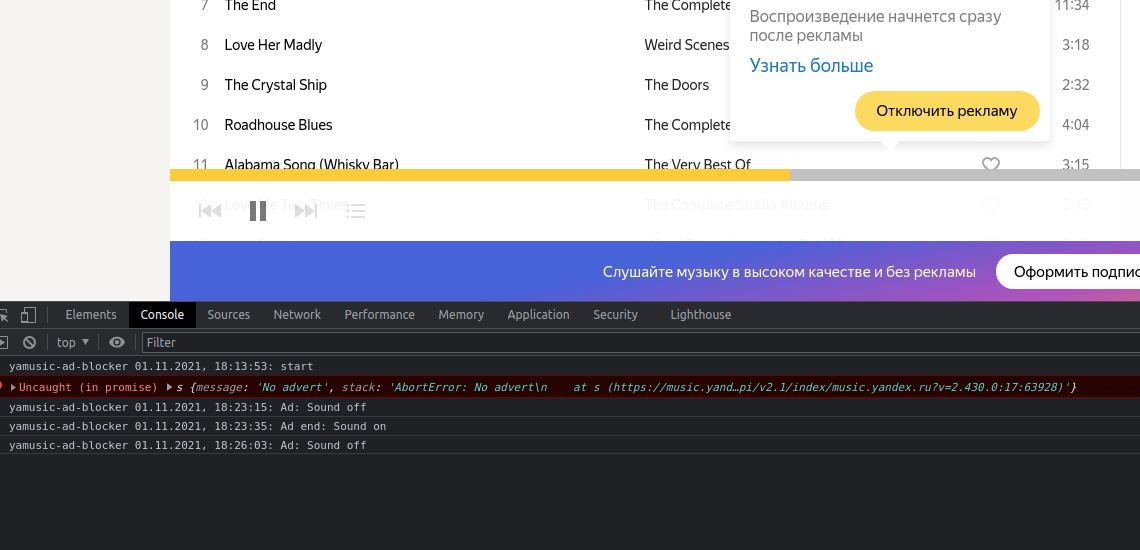 7 The End The Complete 11:34
Воспроизведение начнется сразу
после рекламы
8 Love Her Madly Weird Scenes 3:18
Узнать больше
9 The Crystal Ship The Doors 2:32
Отключить рекламу
10 Roadhouse Blues The Complete 4:04
11 Alabama Song (Whisky Bar) The Very Best Of 3:15
12 Love Me Two Times The Complete Studio Albums 3:16
Слушайте музыку в высоком качестве и без рекламы Оформить подпис
Elements Console Sources Network Performance Memory Application Security Lighthouse
top Filter
yamusic-ad-blocker 01.11.2021, 18:13:53: start
Uncaught (in promise) s {message: 'No advert', stack: 'AbortError: No advert\n    at s (https://music.yand…pi/v2.1/index/music.yandex.ru?v=2.430.0:17:63928)'}
yamusic-ad-blocker 01.11.2021, 18:23:15: Ad: Sound off
yamusic-ad-blocker 01.11.2021, 18:23:35: Ad end: Sound on
yamusic-ad-blocker 01.11.2021, 18:26:03: Ad: Sound off